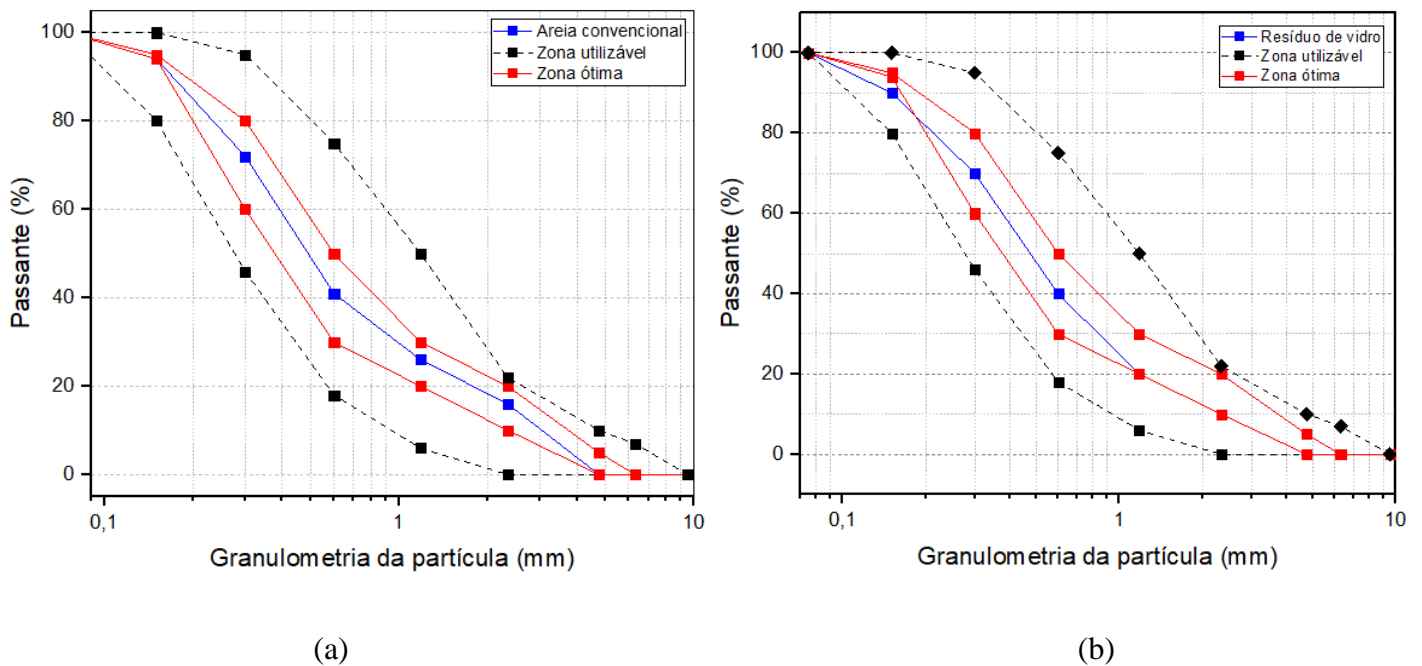 Areia convencional
Zona utilizável
Zona ótima
100
80
60
40
20
0
Passante (%)
0,1
1
10
Granulometria da partícula (mm)
(a)
Resíduo de vidro
Zona utilizável
Zona ótima
100
80
60
40
20
0
Passante (%)
0,1
1
10
Granulometria da partícula (mm)
(b)